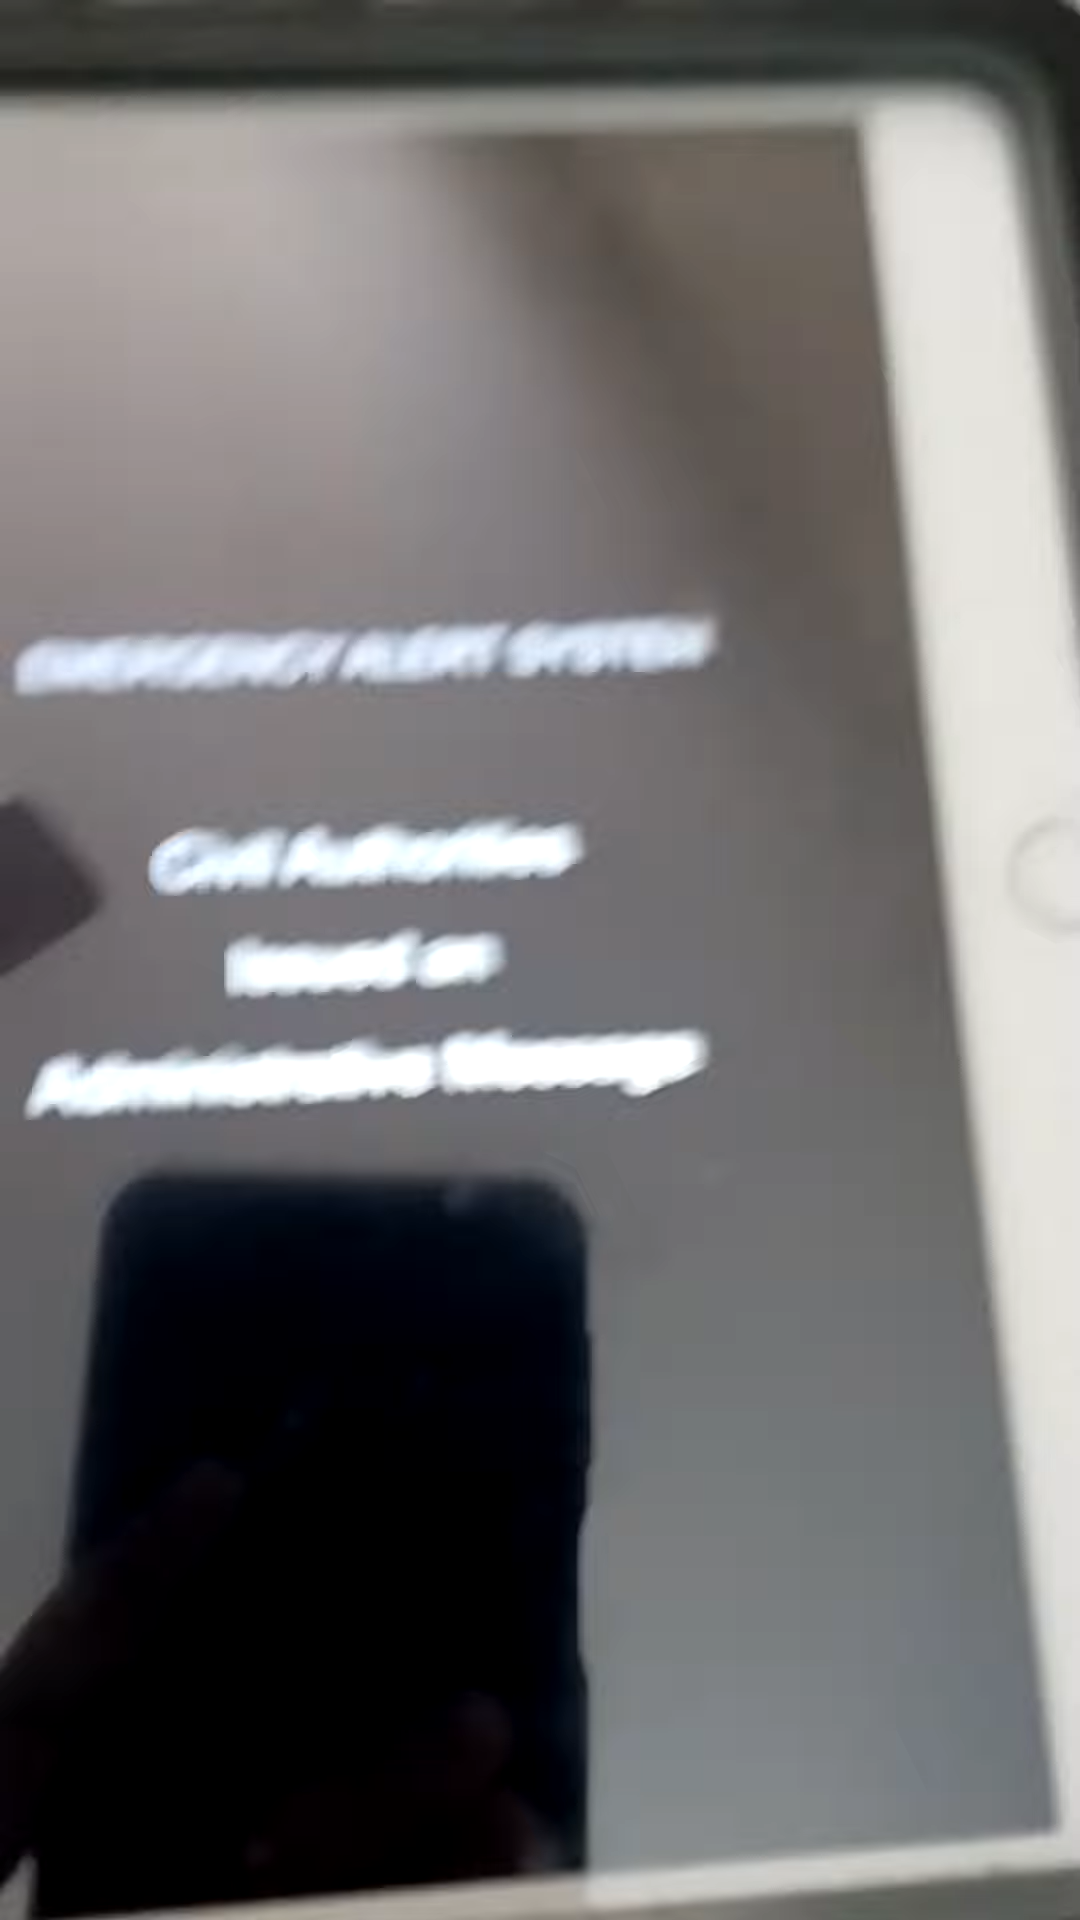 EMERGENCY ALERT SYSTEM
Civil Authorities
Issued an
Administrative Message